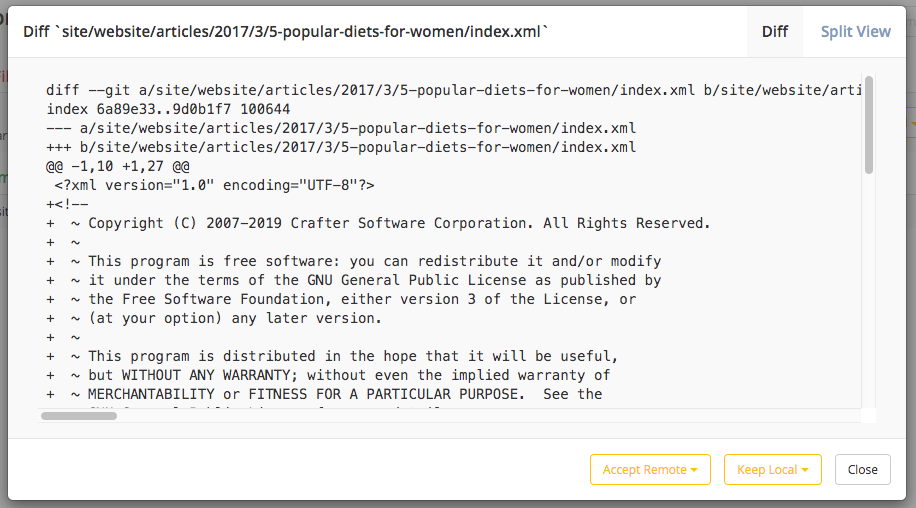 Diff `site/website/articles/2017/3/5-popular-diets-for-women/index.xml`
Diff
Split View
diff --git a/site/website/articles/2017/3/5-popular-diets-for-women/index.xml b/site/website/arti
index 6a89e33..9d0b1f7 100644
--- a/site/website/articles/2017/3/5-popular-diets-for-women/index.xml
+++ b/site/website/articles/2017/3/5-popular-diets-for-women/index.xml
@@ -1,10 +1,27 @@
 <?xml version="1.0" encoding="UTF-8"?>
+<!--
+  ~ Copyright (C) 2007-2019 Crafter Software Corporation. All Rights Reserved.
+  ~
+  ~ This program is free software: you can redistribute it and/or modify
+  ~ it under the terms of the GNU General Public License as published by
+  ~ the Free Software Foundation, either version 3 of the License, or
+  ~ (at your option) any later version.
+  ~
+  ~ This program is distributed in the hope that it will be useful,
+  ~ but WITHOUT ANY WARRANTY; without even the implied warranty of
+  ~ MERCHANTABILITY or FITNESS FOR A PARTICULAR PURPOSE.  See the
Accept Remote
Keep Local
Close